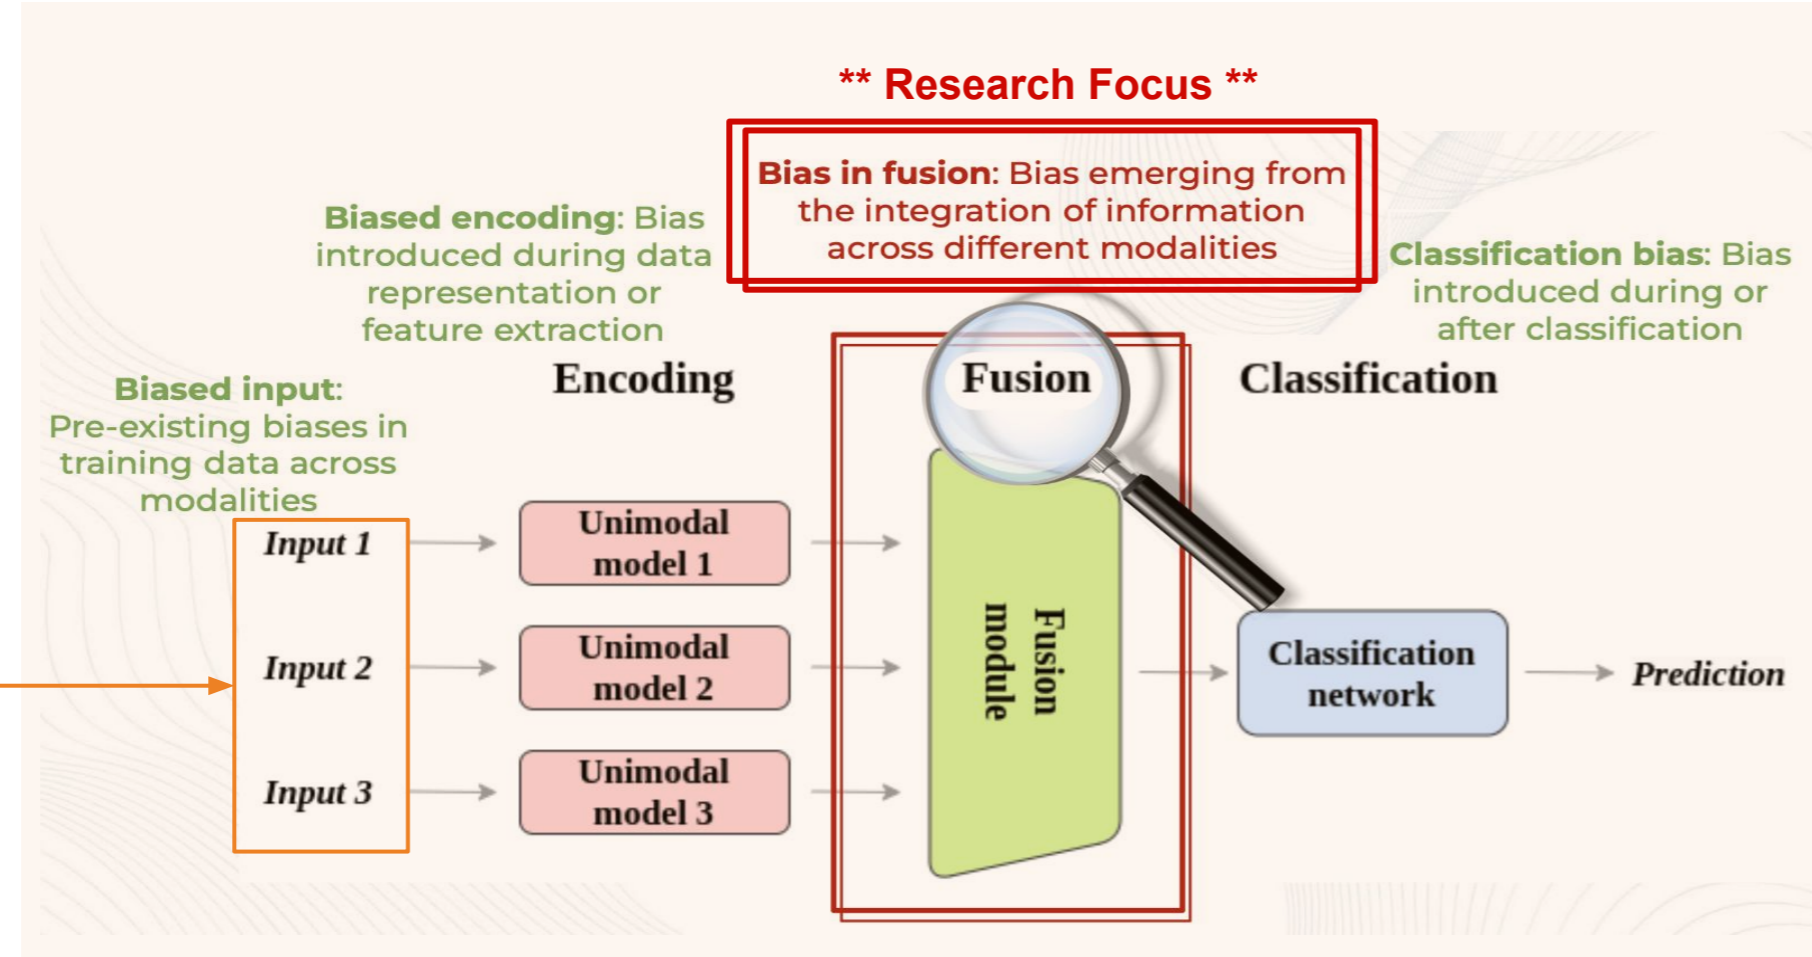 ** Research Focus **
Bias in fusion: Bias emerging from
the integration of information
across different modalities
Biased encoding: Bias
introduced during data
representation or
feature extraction
Classification bias: Bias
introduced during or
after classification
Biased input:
Pre-existing biases in
training data across
modalities
Encoding
Fusion
Classification
Input 1
Unimodal
model 1
Input 2
Unimodal
model 2
Input 3
Unimodal
model 3
Fusion
module
Classification
network
Prediction